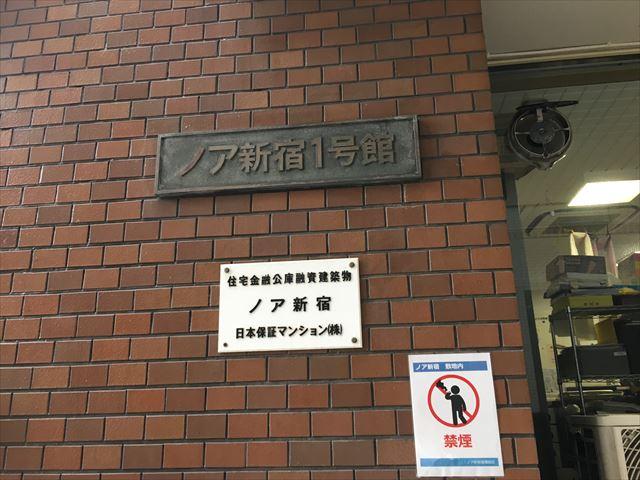 ノア新宿1号館
住宅金融公庫融資建築物
ノア新宿
日本保証マンション(株)
ノア新宿 敷地内
禁煙